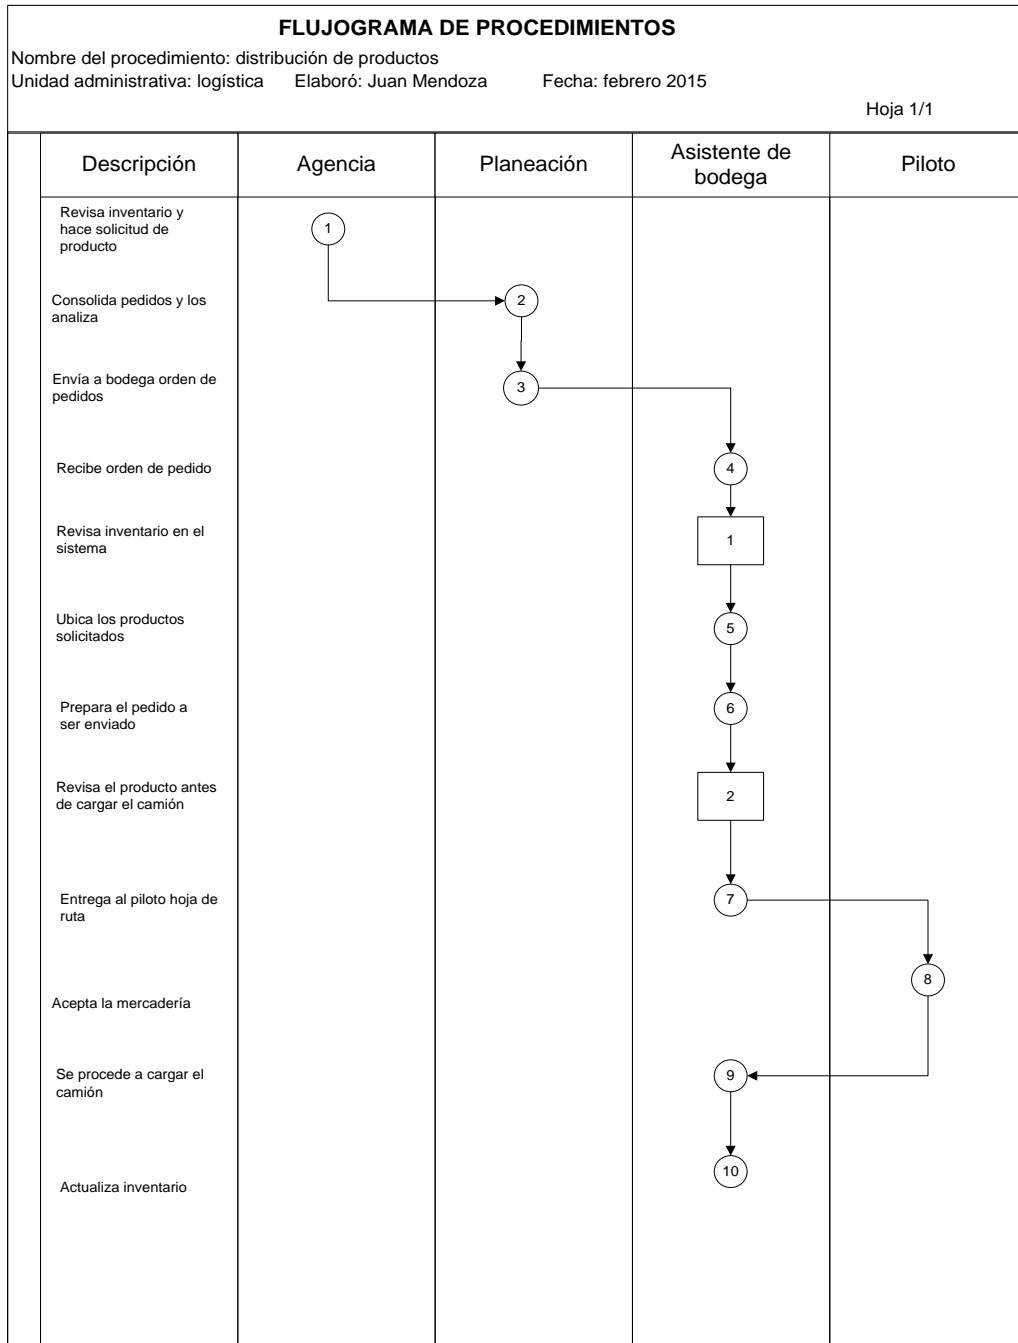 FLUJOGRAMA DE PROCEDIMIENTOS
Nombre del procedimiento: distribución de productos
Unidad administrativa: logística Elaboró: Juan Mendoza Fecha: febrero 2015
Hoja 1/1
Descripción Agencia Planeación Asistente de
bodega Piloto
Revisa inventario y
hace solicitud de
producto
1
Consolida pedidos y los
analiza
2
Envía a bodega orden de
pedidos
3
Recibe orden de pedido
4
Revisa inventario en el
sistema
1
Ubica los productos
solicitados
5
Prepara el pedido a
ser enviado
6
Revisa el producto antes
de cargar el camión
2
Entrega al piloto hoja de
ruta
7
8
Acepta la mercadería
Se procede a cargar el
camión
9
10
Actualiza inventario